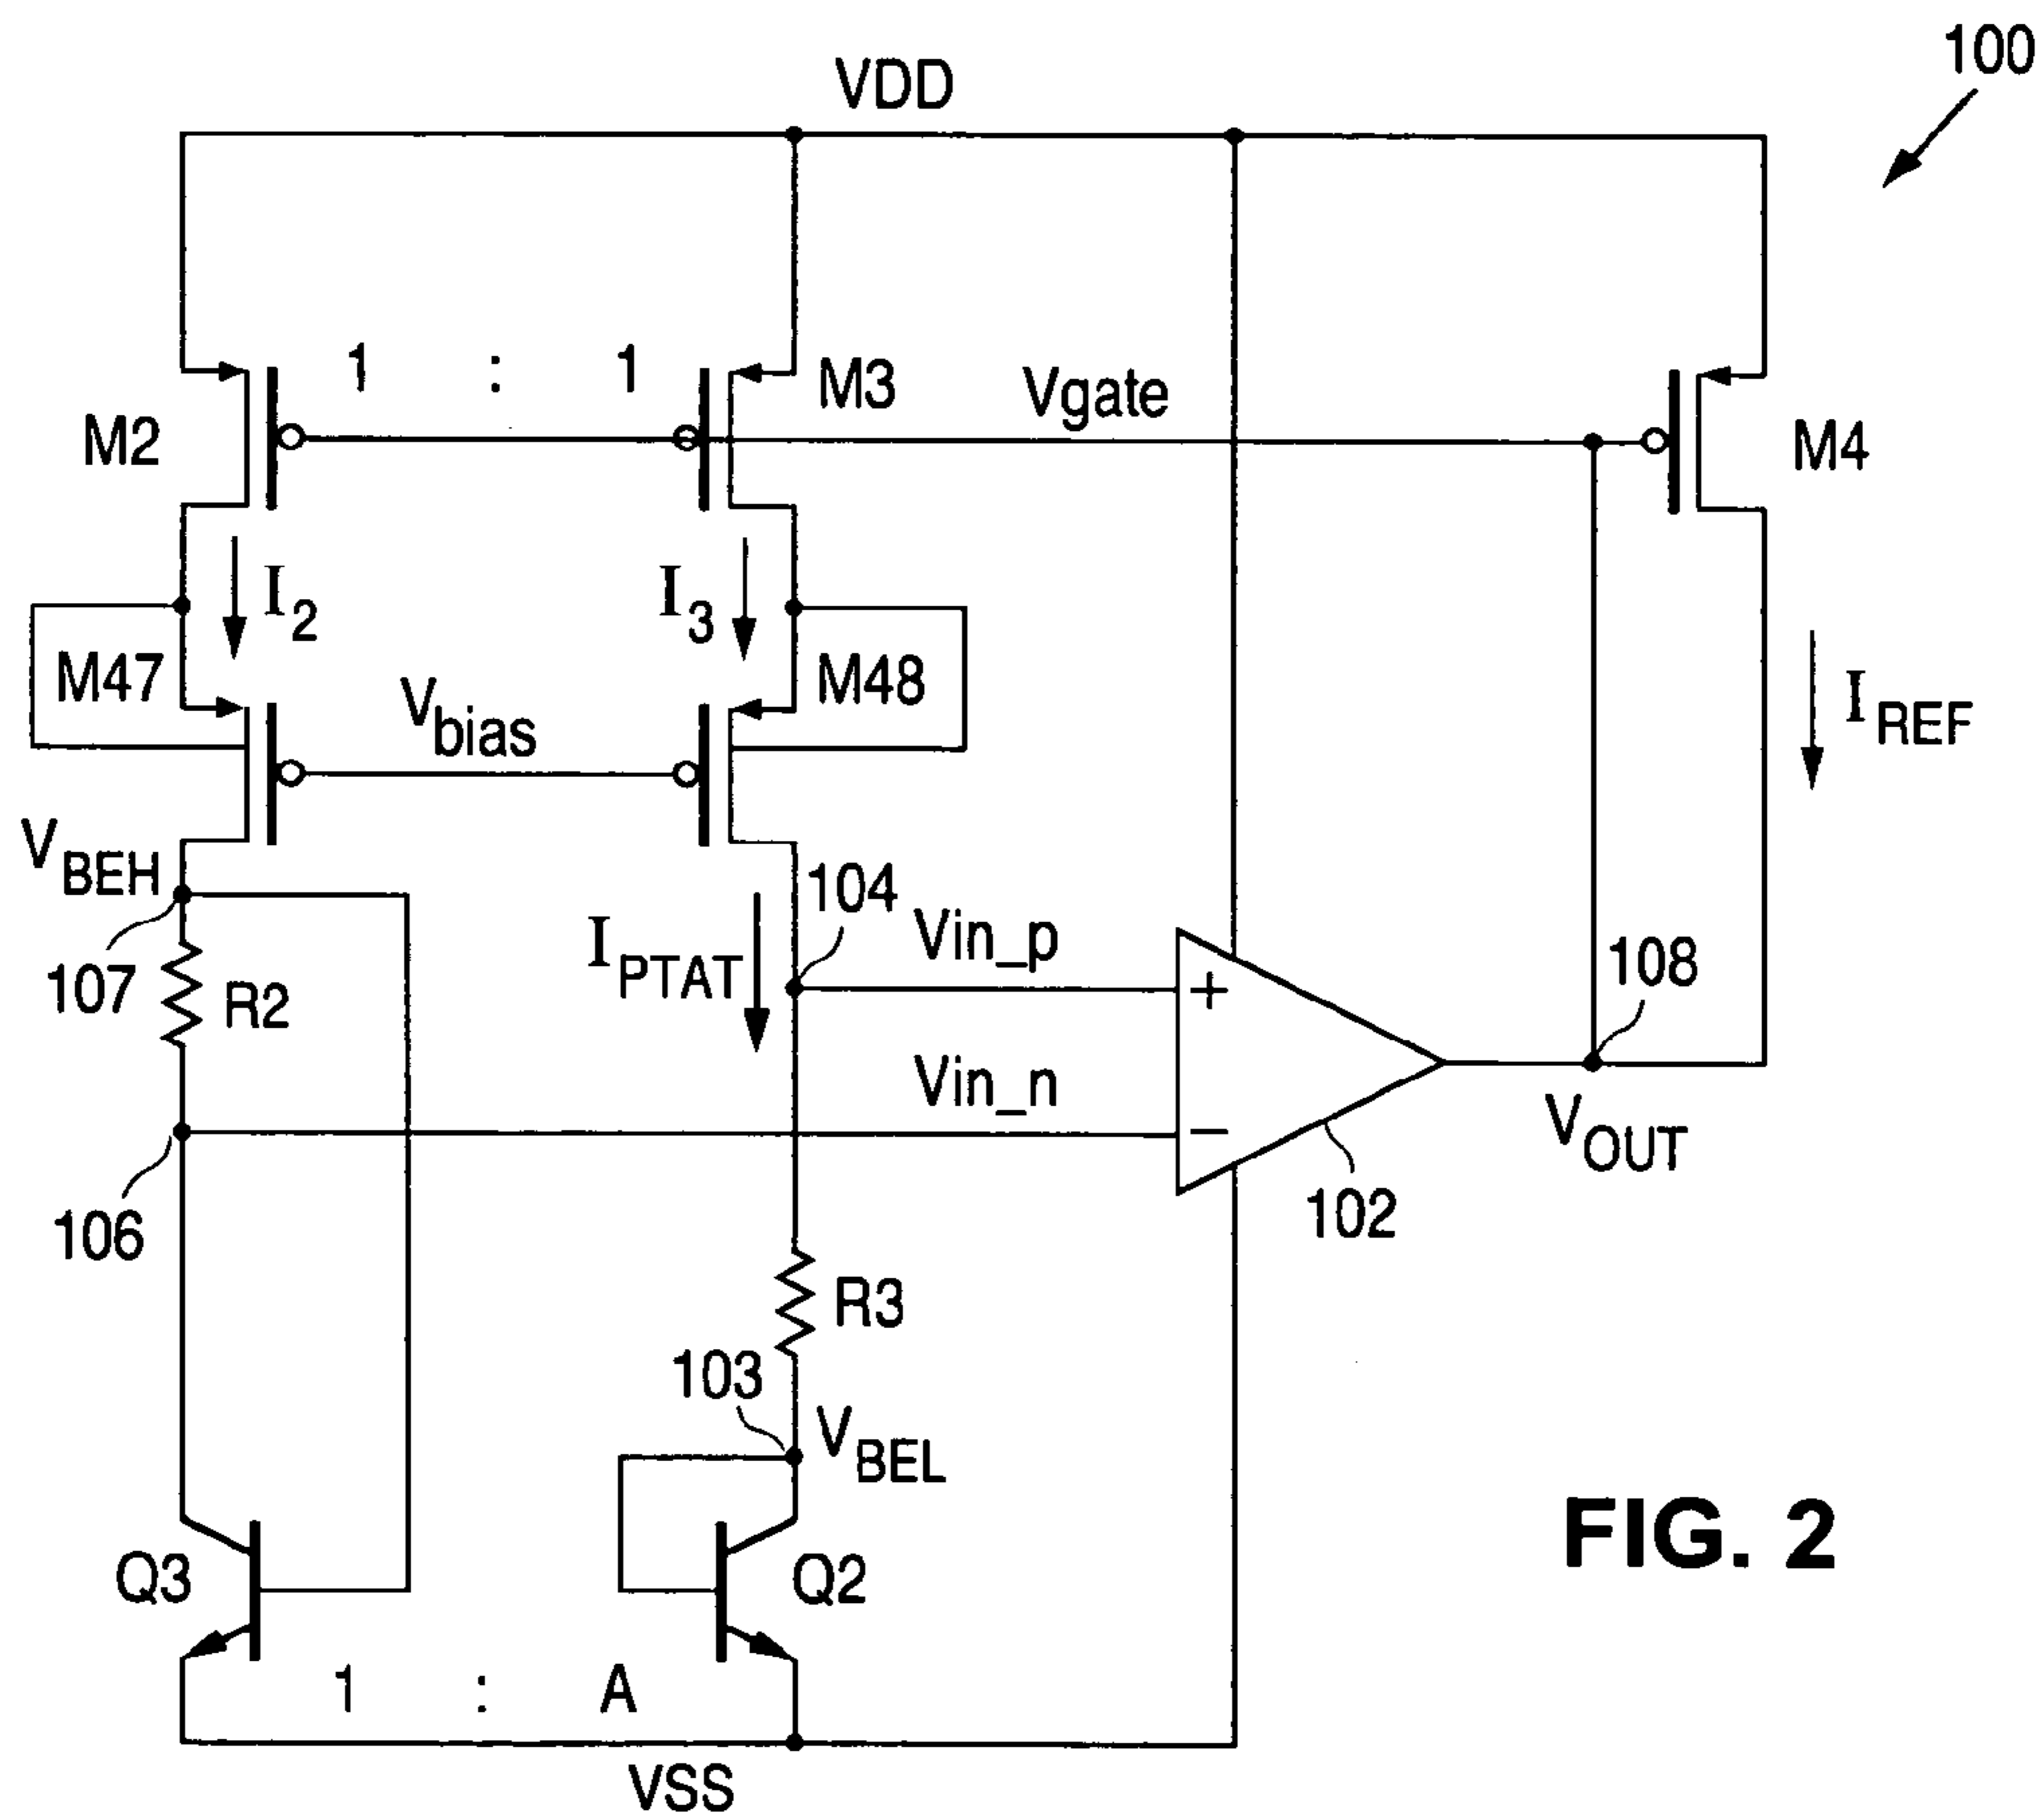 100
VDD
1 : 1
M3
Vgate
M2
M4
I2
I3
M47
Vbias
M48
IREF
VBEH
104
IPTAT
Vin_p
108
107
R2
+
Vin_n
−
VOUT
106
102
R3
103
VBEL
FIG. 2
Q3
Q2
1 : A
VSS